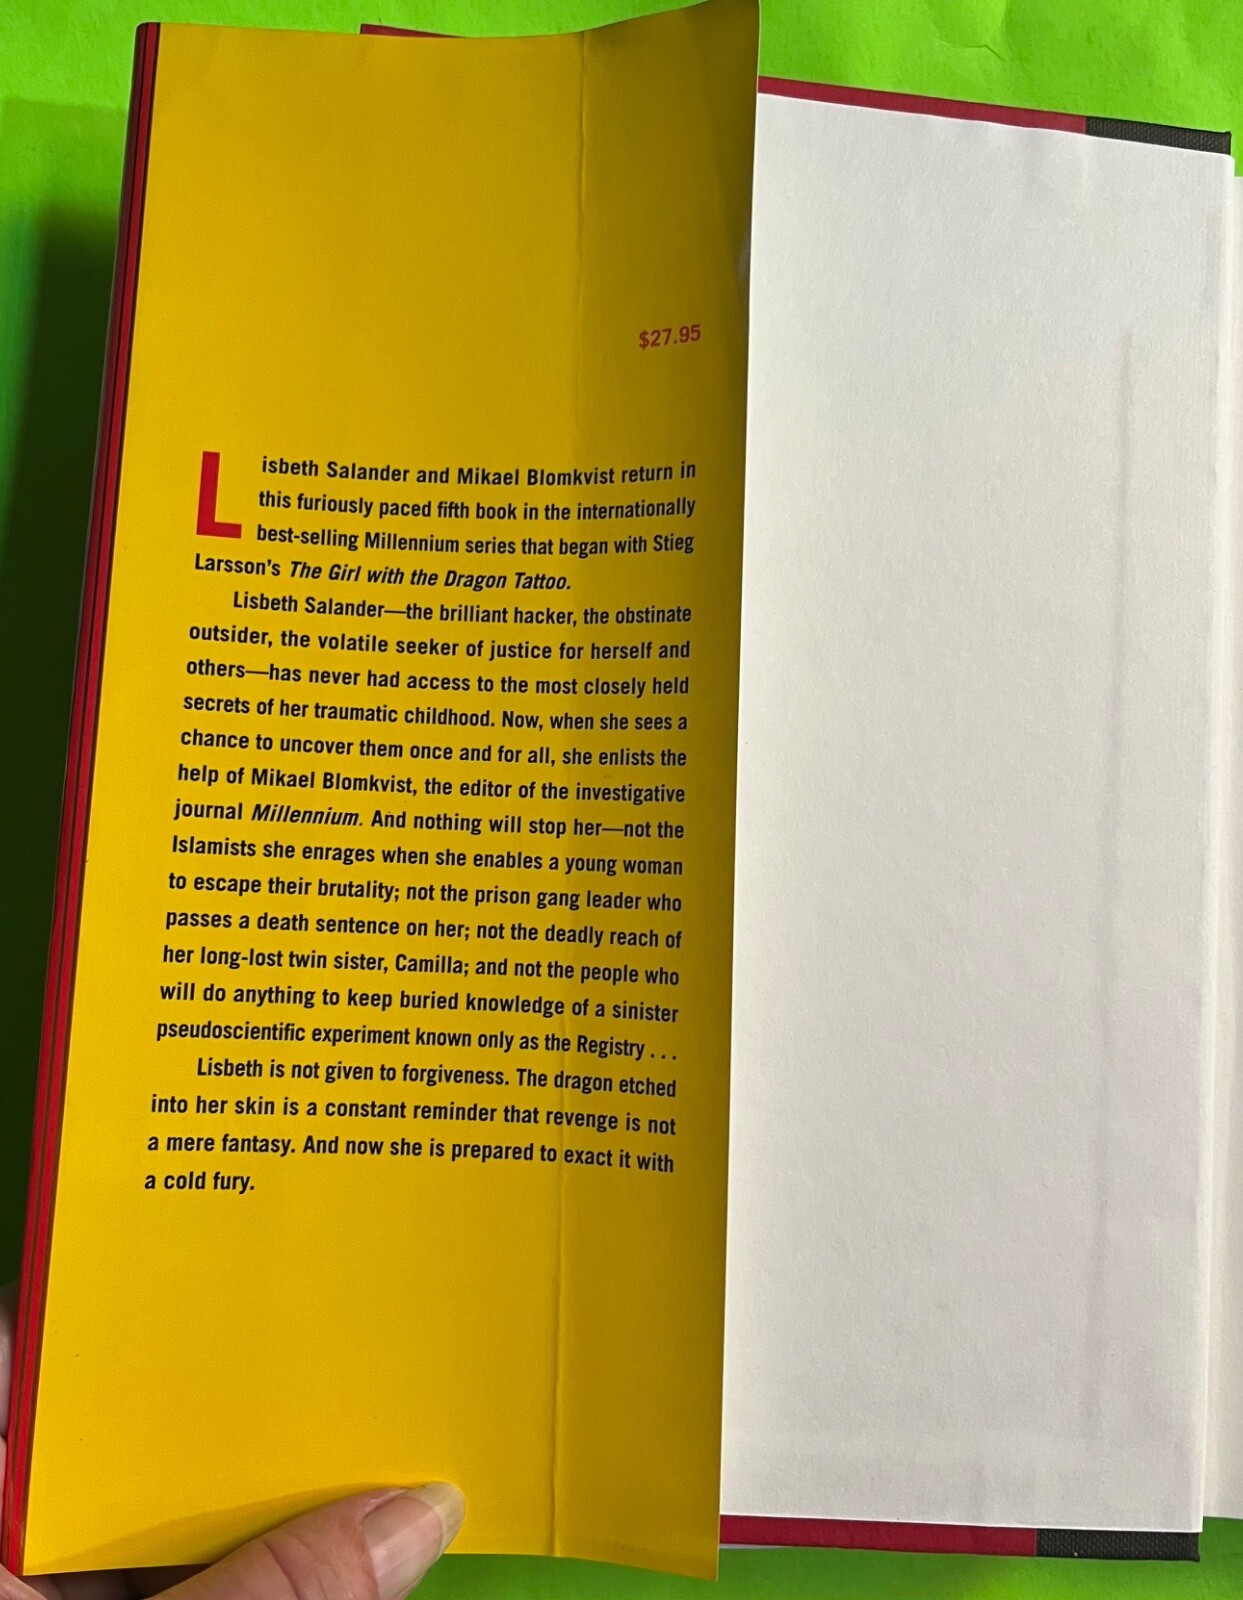 $27.95
Lisbeth Salander and Mikael Blomkvist return in
this furiously paced fifth book in the internationally
best-selling Millennium series that began with Stieg
Larsson's The Girl with the Dragon Tattoo.
Lisbeth Salander—the brilliant hacker, the obstinate
outsider, the volatile seeker of justice for herself and
others—has never had access to the most closely held
secrets of her traumatic childhood. Now, when she sees a
chance to uncover them once and for all, she enlists the
help of Mikael Blomkvist, the editor of the investigative
journal Millennium. And nothing will stop her—not the
Islamists she enrages when she enables a young woman
to escape their brutality; not the prison gang leader who
passes a death sentence on her; not the deadly reach of
her long-lost twin sister, Camilla; and not the people who
will do anything to keep buried knowledge of a sinister
pseudoscientific experiment known only as the Registry . . .
Lisbeth is not given to forgiveness. The dragon etched
into her skin is a constant reminder that revenge is not
a mere fantasy. And now she is prepared to exact it with
a cold fury.